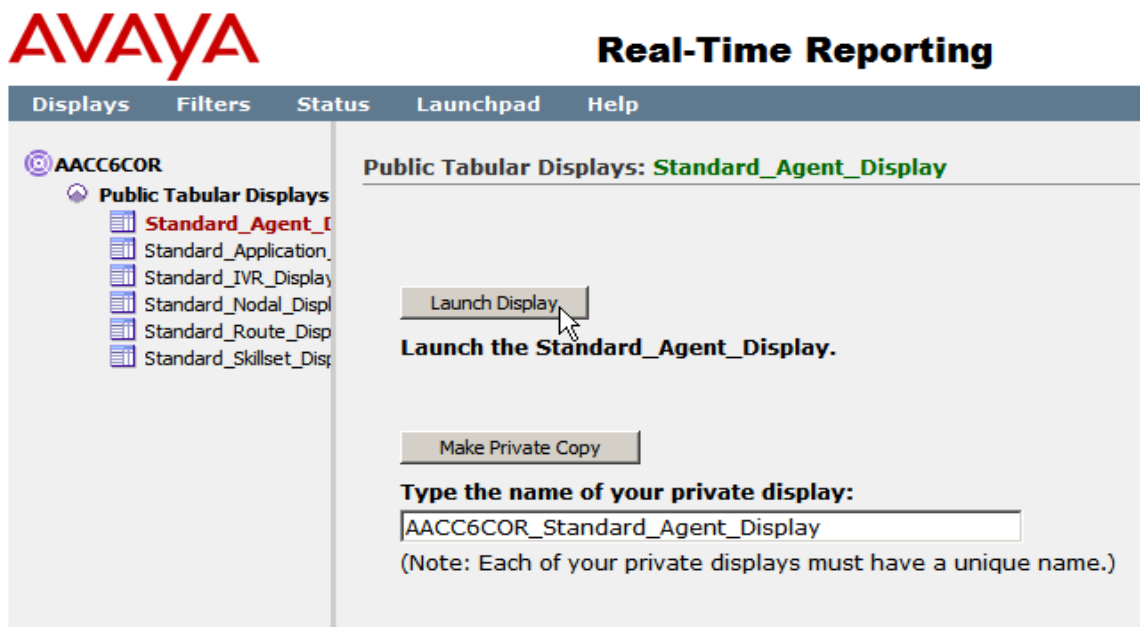 AVAYA
Real-Time Reporting
Displays Filters Status Launchpad Help
AACC6COR
Public Tabular Displays
Standard_Agent_D
Standard_Application_
Standard_IVR_Display
Standard_Nodal_Displ
Standard_Route_Disp
Standard_Skillset_Disp
Public Tabular Displays: Standard_Agent_Display
Launch Display
Launch the Standard_Agent_Display.
Make Private Copy
Type the name of your private display:
AACC6COR_Standard_Agent_Display
(Note: Each of your private displays must have a unique name.)